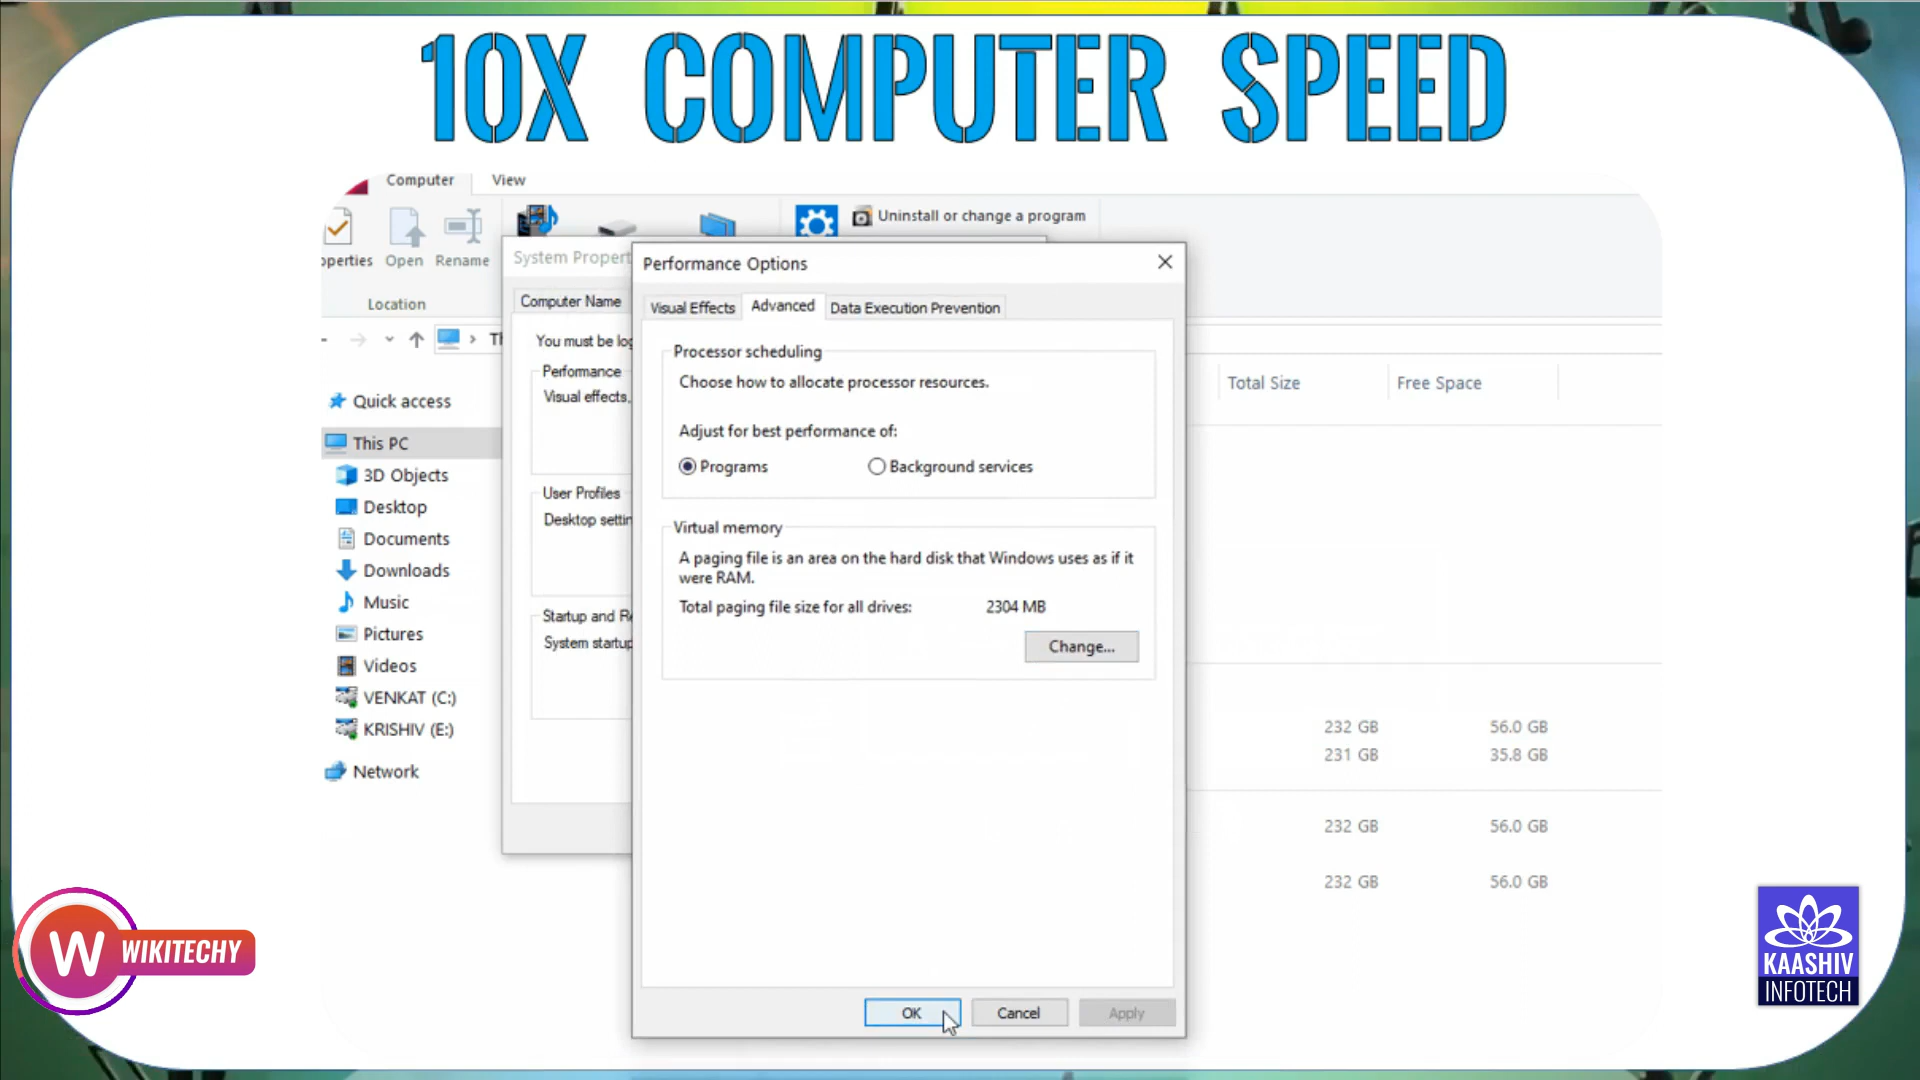 10X COMPUTER SPEED
Computer View
Uninstall or change a program
Open Rename
Location
System
Performance Options
Computer Name
Visual Effects Advanced Data Execution Prevention
You must be
Performance
Visual effects,
Processor scheduling
Choose how to allocate processor resources.
Adjust for best performance of:
Programs Background services
Total Size Free Space
Quick access
This PC
3D Objects
Desktop
Documents
Downloads
Music
Pictures
Videos
VENKAT (C:)
KRISHIV (E:)
Network
User Profiles
Desktop
Startup and
System
Virtual memory
A paging file is an area on the hard disk that Windows uses as if it
were RAM.
Total paging file size for all drives: 2304 MB
Change...
232 GB 56.0 GB
231 GB 35.8 GB
232 GB 56.0 GB
232 GB 56.0 GB
OK Cancel Apply
W WIKITECHY
KAASHIV
INFOTECH